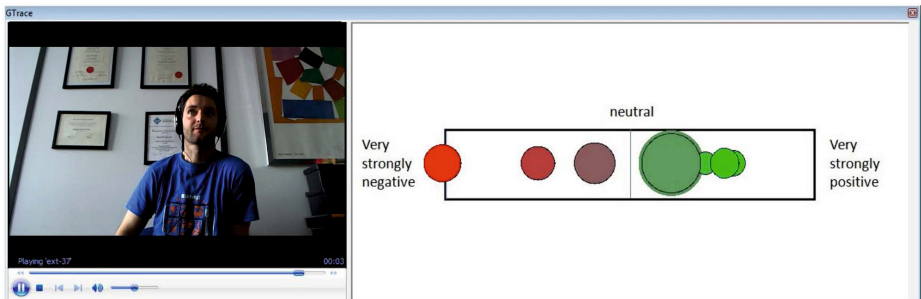 GTrace
Playing 'ext-37'
00:03
neutral
Very
strongly
negative
Very
strongly
positive